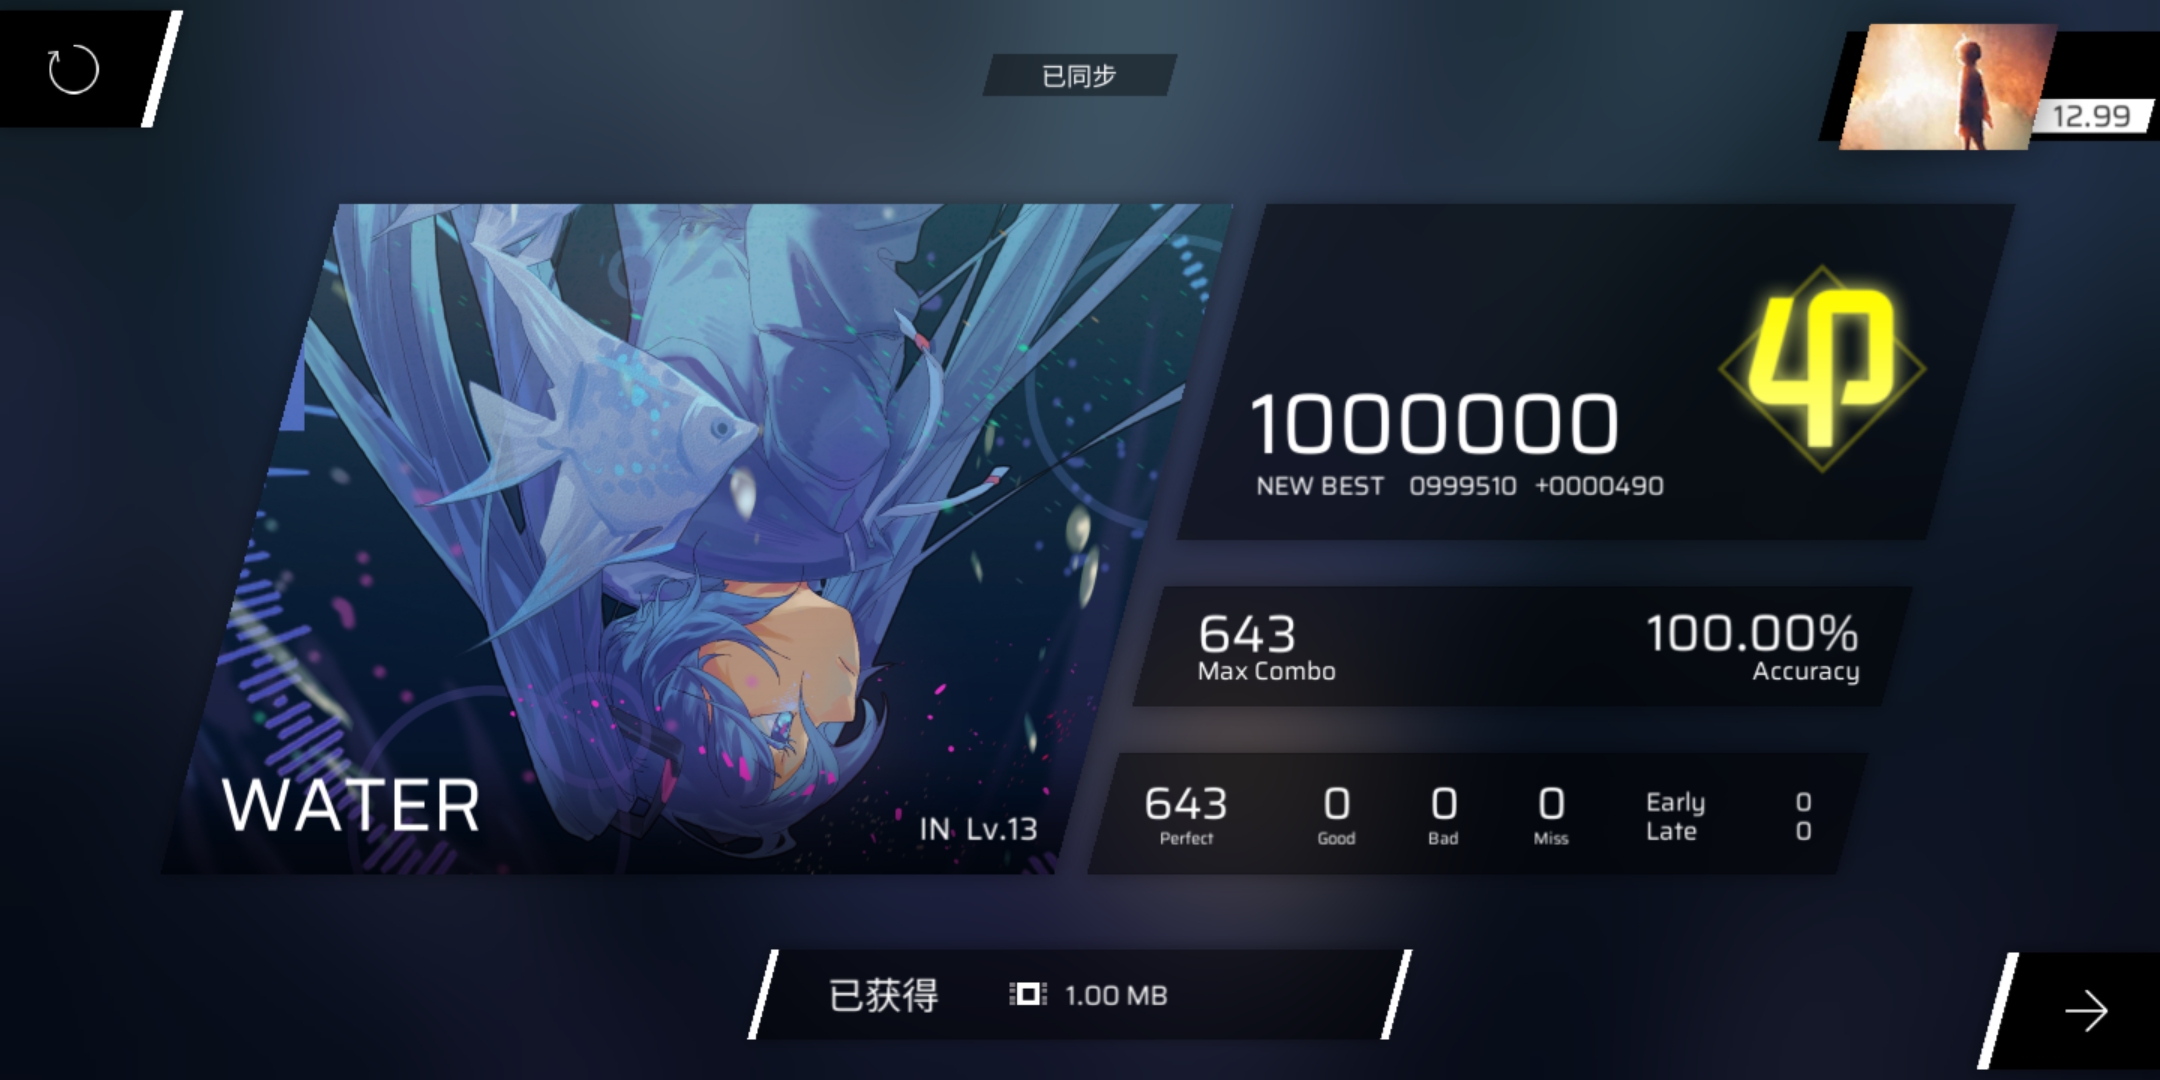 已同步
12.99
1000000
NEW BEST 0999510 +0000490
643
Max Combo
100.00%
Accuracy
WATER
IN Lv.13
643 0 0 0
Perfect Good Bad Miss
Early 0
Late 0
已获得 1.00 MB